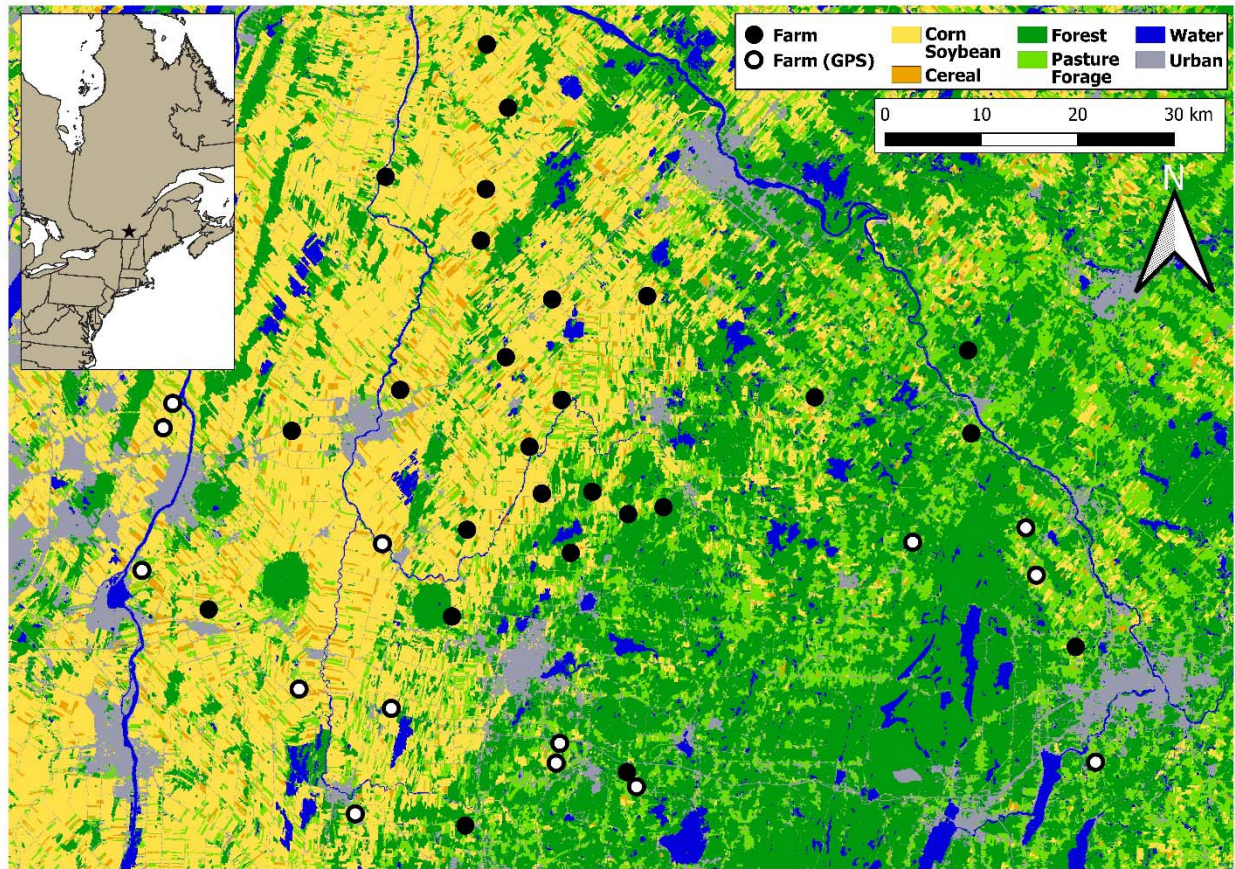 Farm
Farm (GPS)
Corn
Soybean
Cereal
Forest
Pasture
Forage
Water
Urban
0 10 20 30 km
N